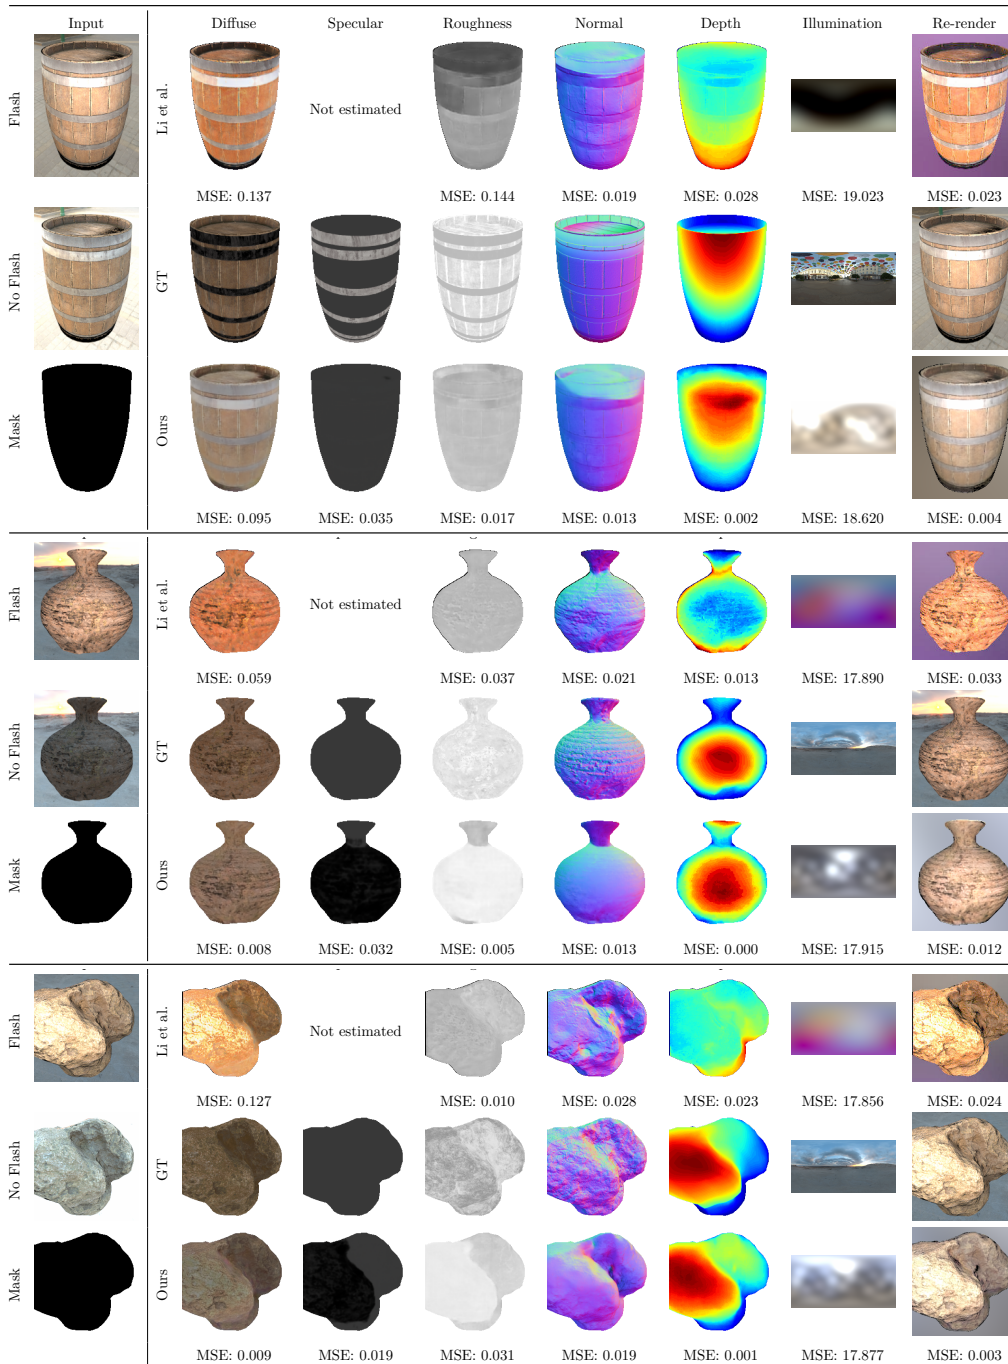 Input Diffuse Specular Roughness Normal Depth Illumination Re-render
Flash Li et al. Not estimated
MSE: 0.137 MSE: 0.144 MSE: 0.019 MSE: 0.028 MSE: 19.023 MSE: 0.023
No Flash GT
Mask Ours
MSE: 0.095 MSE: 0.035 MSE: 0.017 MSE: 0.013 MSE: 0.002 MSE: 18.620 MSE: 0.004
Flash Li et al. Not estimated
MSE: 0.059 MSE: 0.037 MSE: 0.021 MSE: 0.013 MSE: 17.890 MSE: 0.033
No Flash GT
Mask Ours
MSE: 0.008 MSE: 0.032 MSE: 0.005 MSE: 0.013 MSE: 0.000 MSE: 17.915 MSE: 0.012
Flash Li et al. Not estimated
MSE: 0.127 MSE: 0.010 MSE: 0.028 MSE: 0.023 MSE: 17.856 MSE: 0.024
No Flash GT
Mask Ours
MSE: 0.009 MSE: 0.019 MSE: 0.031 MSE: 0.019 MSE: 0.001 MSE: 17.877 MSE: 0.003